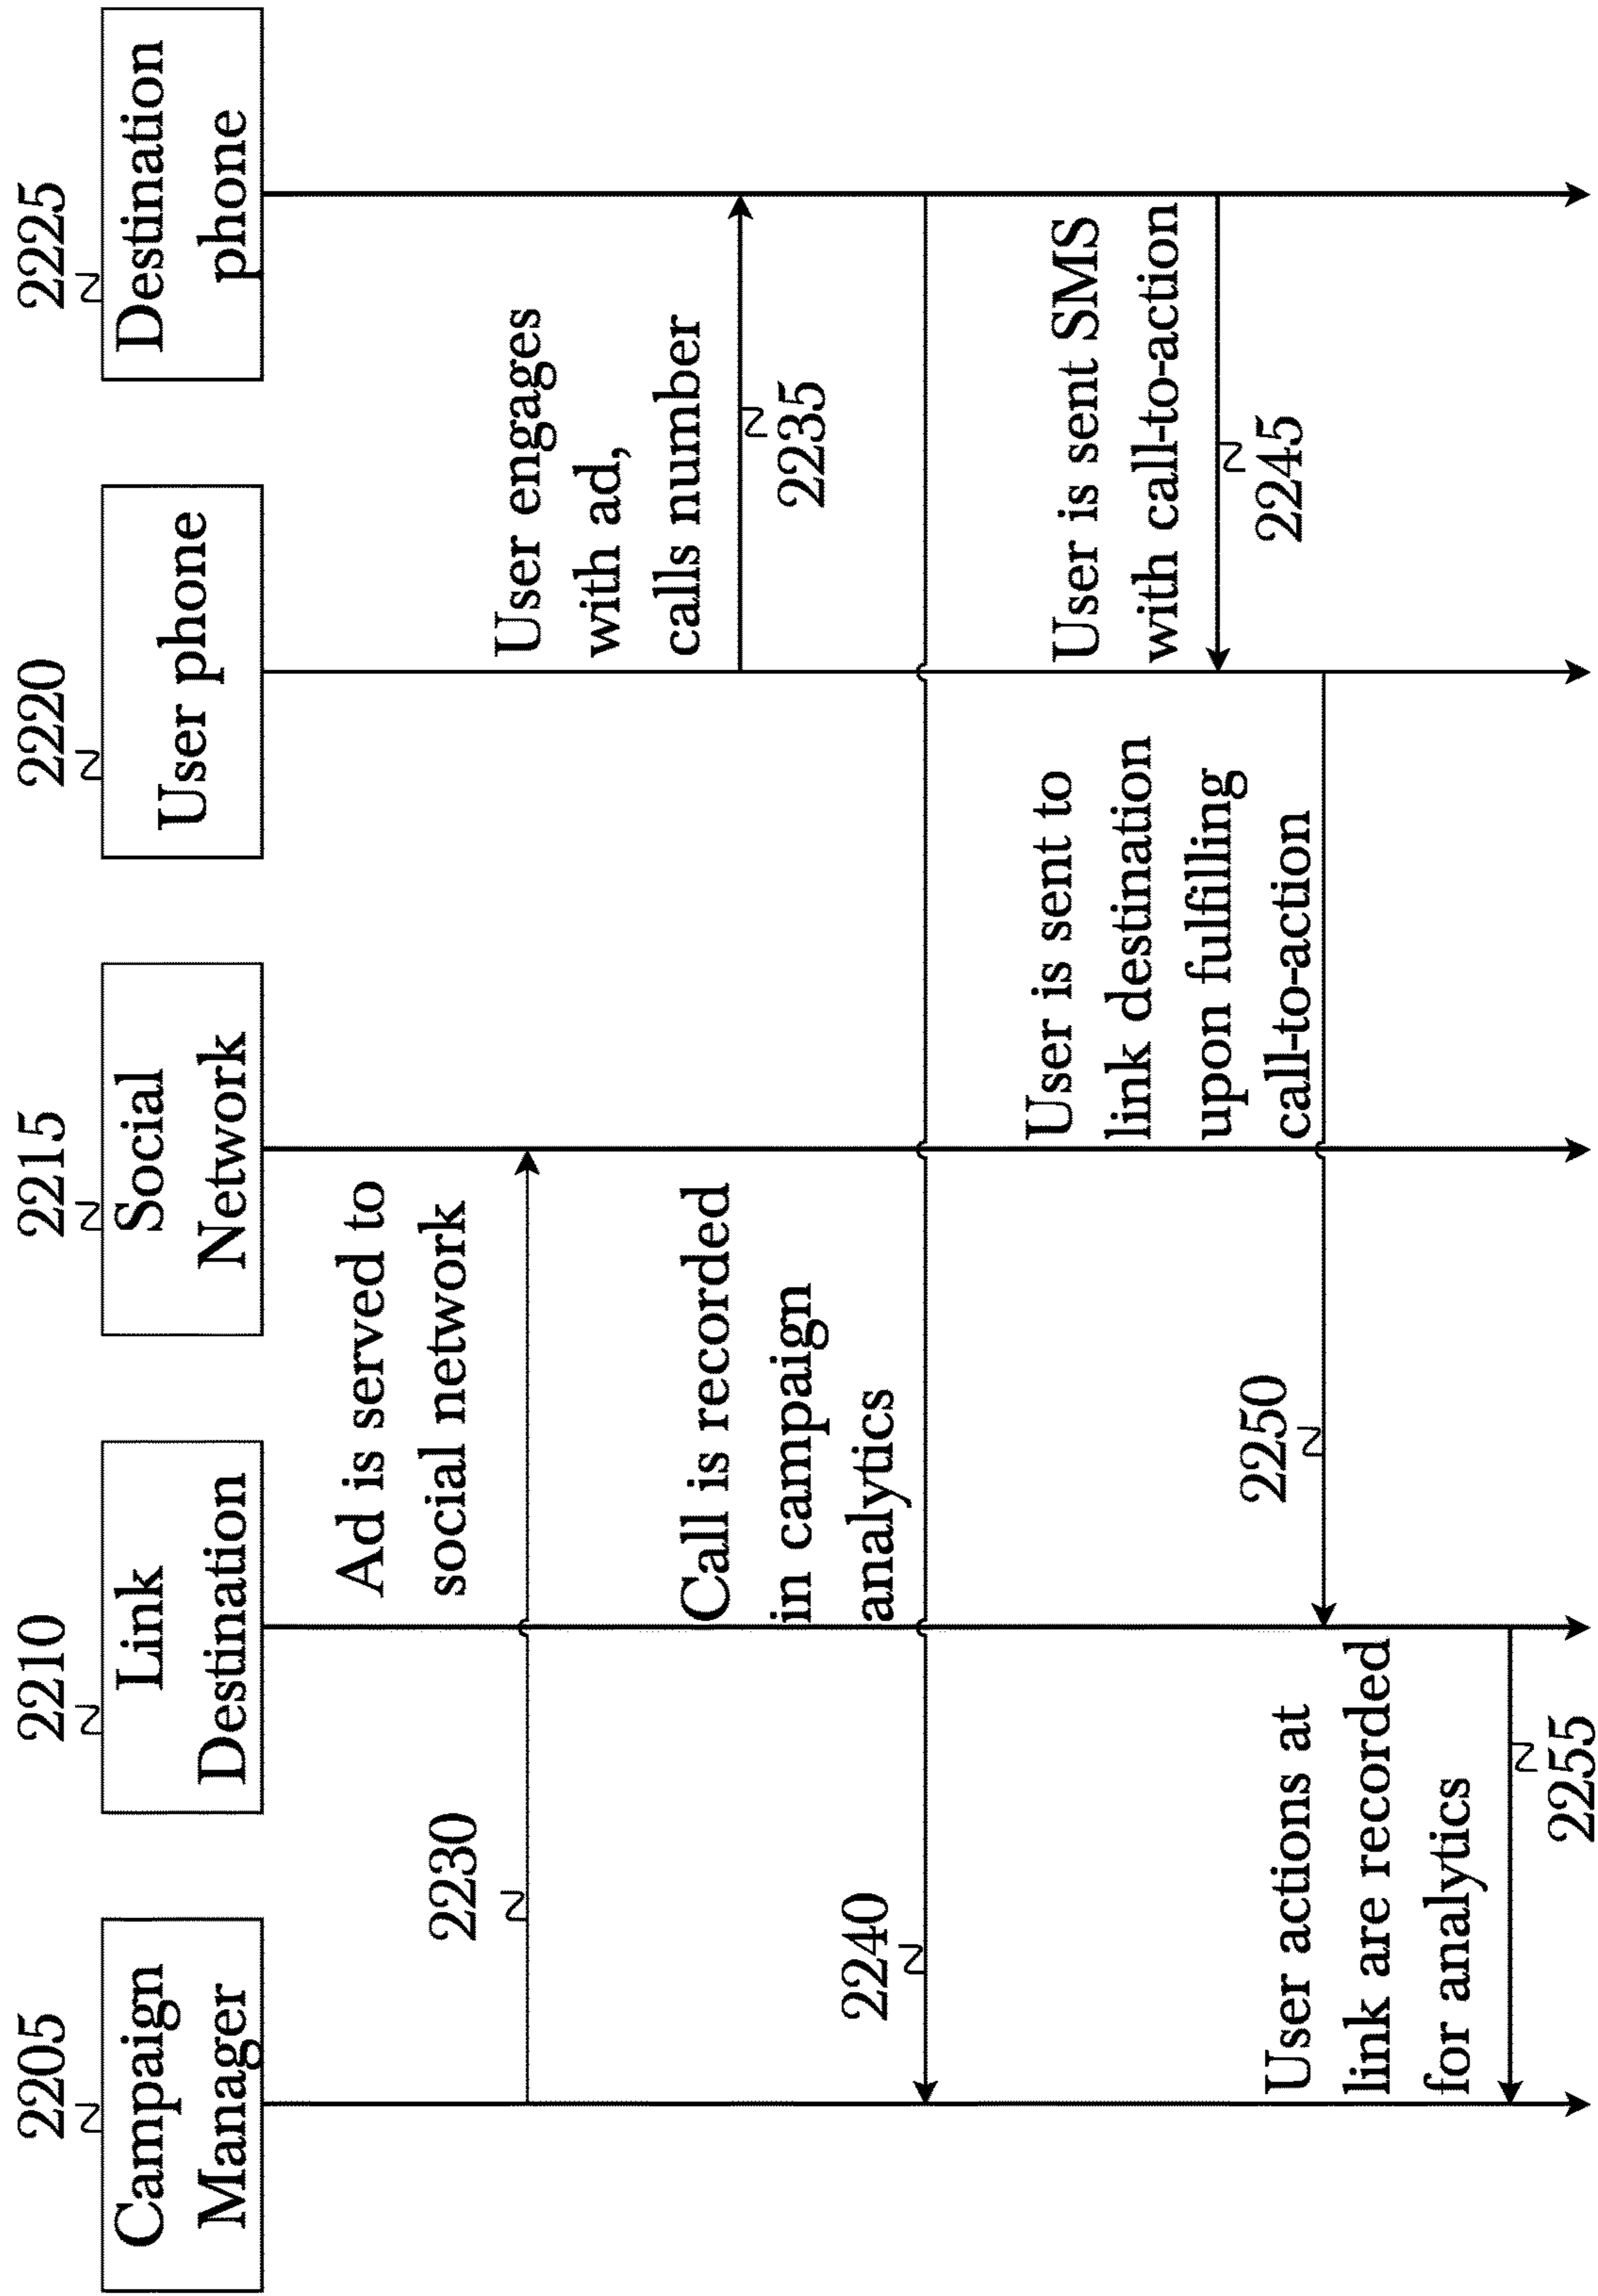 2205
Campaign
Manager
2210
Link
Destination
2215
Social
Network
2220
User phone
2225
Destination
phone
Ad is served to
social network
2230
User engages
with ad,
calls number
2235
Call is recorded
in campaign
analytics
2240
User is sent SMS
with call-to-action
2245
User is sent to
link destination
upon fulfilling
call-to-action
2250
User actions at
link are recorded
for analytics
2255